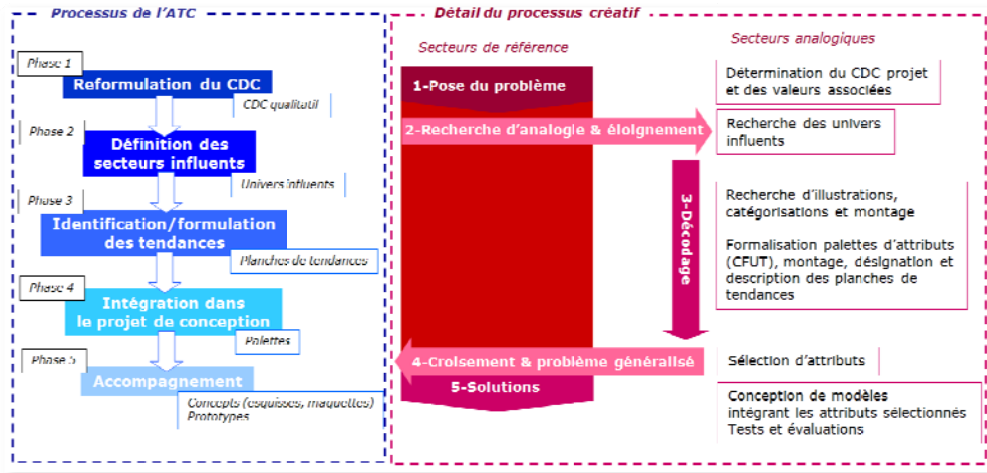 Processus de l'ATC
Phase 1
Reformulation du CDC
CDC qualitatif
Phase 2
Définition des
secteurs influents
Univers influents
Phase 3
Identification/formulation
des tendances
Planches de tendances
Phase 4
Intégration dans
le projet de conception
Palettes
Phase 5
Accompagnement
Concepts (esquisses, maquettes)
Prototypes
Détail du processus créatif
Secteurs de référence
Secteurs analogiques
1-Pose du problème
Détermination du CDC projet
et des valeurs associées
2-Recherche d'analogie & éloignement
Recherche des univers
influents
3-Décodage
Recherche d'illustrations,
catégorisations et montage
Formalisation palettes d'attributs
(CFUT), montage, désignation et
description des planches de
tendances
4-Croisement & problème généralisé
Sélection d'attributs
5-Solutions
Conception de modèles
intégrant les attributs sélectionnés
Tests et évaluations